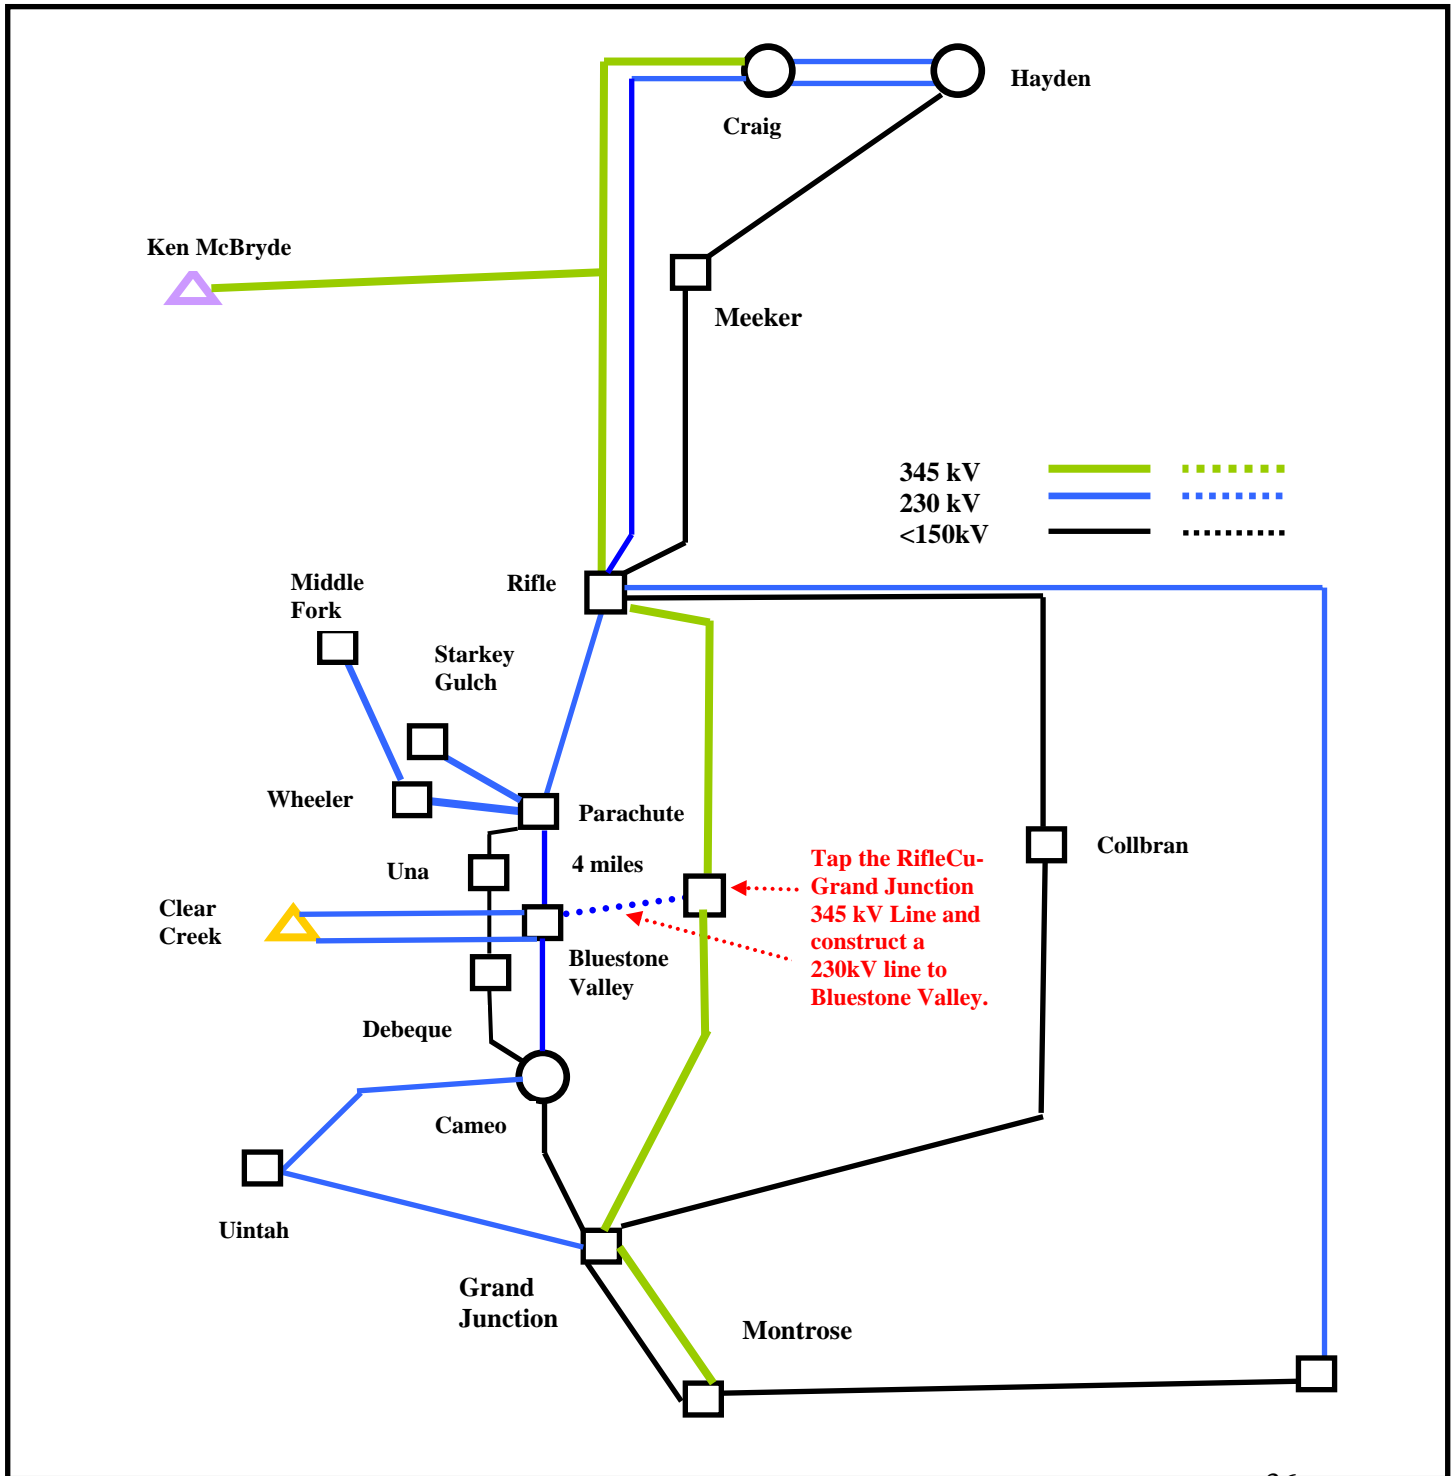 Hayden
Craig
Ken McBryde
Meeker
345 kV
230 kV
<150kV
Rifle
Middle
Fork
Starkey
Gulch
Wheeler
Parachute
Una
4 miles
Collbran
Tap the RifleCu-
Grand Junction
345 kV Line and
construct a
230kV line to
Bluestone Valley.
Clear
Creek
Bluestone
Valley
Debeque
Cameo
Uintah
Grand
Junction
Montrose